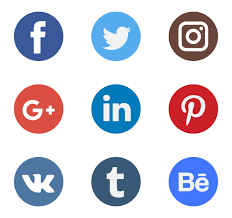 f
G+ in P
VK t Bē